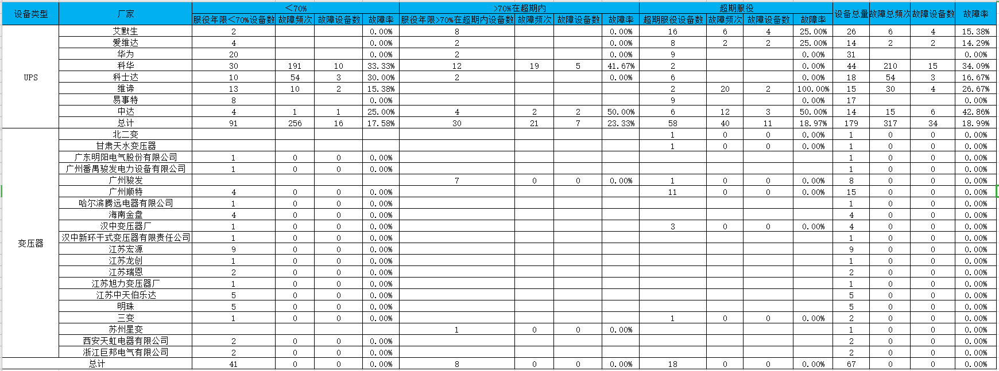 设备类型 厂家 ＜70% >70%在超期内 超期服役 设备总量 故障总频次 故障设备数 故障率
服役年限＜70%设备数 故障频次 故障设备数 故障率 服役年限>70%在超期内设备数 故障频次 故障设备数 故障率 超期服役设备数 故障频次 故障设备数 故障率
UPS
艾默生 2 0.00% 8 0.00% 16 6 4 25.00% 26 6 4 15.38%
爱维达 4 0.00% 2 0.00% 8 2 2 25.00% 14 2 2 14.29%
华为 20 0.00% 2 0.00% 9 0.00% 31 0.00%
科华 30 191 10 33.33% 12 19 5 41.67% 2 0.00% 44 210 15 34.09%
科士达 10 54 3 30.00% 2 0.00% 6 0.00% 18 54 3 16.67%
维谛 13 10 2 15.38% 2 20 2 100.00% 15 30 4 26.67%
易事特 8 0.00% 9 0.00% 17 0.00%
中达 4 1 1 25.00% 4 2 2 50.00% 6 12 3 50.00% 14 15 6 42.86%
总计 91 256 16 17.58% 30 21 7 23.33% 58 40 11 18.97% 179 317 34 18.99%
变压器
北二变 1 0 0 0.00% 1 0 0 0.00%
甘肃天水变压器 1 0 0 0.00% 1 0 0 0.00%
广东明阳电气股份有限公司 1 0 0 0.00% 1 0 0 0.00%
广州番禺骏发电力设备有限公司 1 0 0 0.00% 1 0 0 0.00%
广州骏发 7 0 0 0.00% 1 0 0 0.00% 8 0 0 0.00%
广州顺特 4 0 0 0.00% 11 0 0 0.00% 15 0 0 0.00%
哈尔滨腾远电器有限公司 1 0 0 0.00% 1 0 0 0.00%
海南金盘 4 0 0 0.00% 4 0 0 0.00%
汉中变压器厂 1 0 0 0.00% 3 0 0 0.00% 4 0 0 0.00%
汉中新环干式变压器有限责任公司 1 0 0 0.00% 1 0 0 0.00%
江苏宏源 9 0 0 0.00% 9 0 0 0.00%
江苏龙创 1 0 0 0.00% 1 0 0 0.00%
江苏瑞恩 2 0 0 0.00% 2 0 0 0.00%
江苏旭力变压器厂 1 0 0 0.00% 1 0 0 0.00%
江苏中天伯乐达 5 0 0 0.00% 5 0 0 0.00%
明珠 5 0 0 0.00% 5 0 0 0.00%
三变 1 0 0 0.00% 1 0 0 0.00% 2 0 0 0.00%
苏州星变 1 0 0 0.00% 1 0 0 0.00%
西安天虹电器有限公司 2 0 0 0.00% 2 0 0 0.00%
浙江巨邦电气有限公司 2 0 0 0.00% 2 0 0 0.00%
总计 41 0 0 0.00% 8 0 0 0.00% 18 0 0 0.00% 67 0 0 0.00%